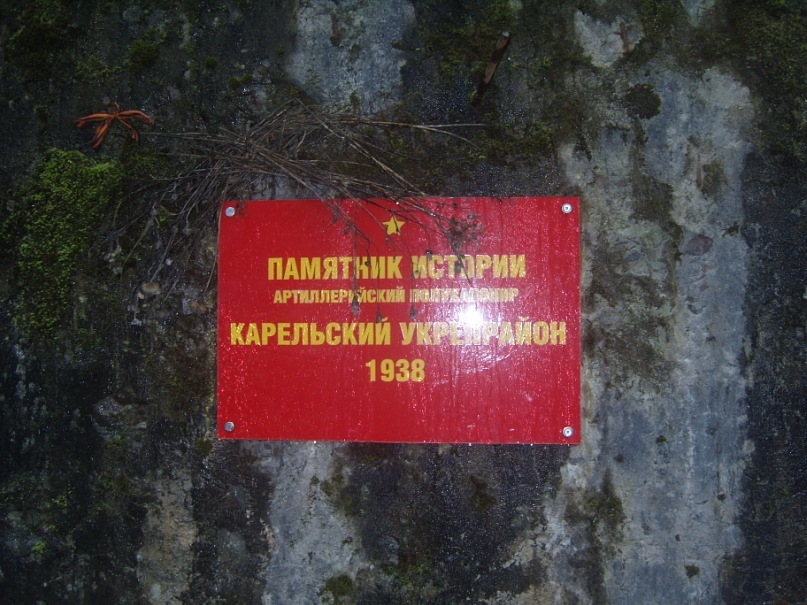 ПАМЯТНИК ИСТОРИИ
АРТИЛЛЕРИЙСКИЙ ПОЛУКАПОНИР
КАРЕЛЬСКИЙ УКРЕПРАЙОН
1938